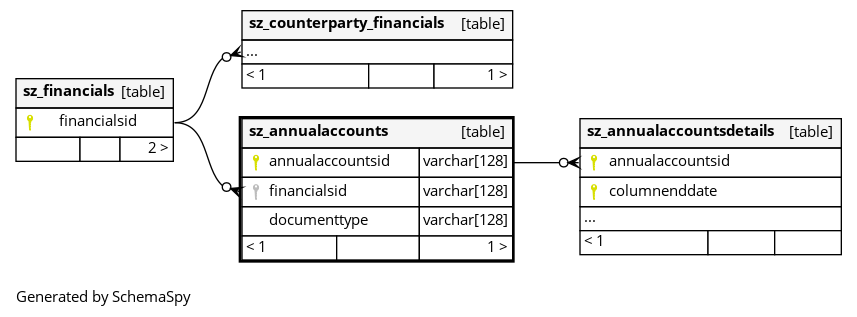 sz_counterparty_financials [table]
...
< 1 1 >
sz_financials [table]
financialsid
2 >
sz_annualaccounts [table]
annualaccountsid varchar[128]
financialsid varchar[128]
documenttype varchar[128]
< 1 1 >
sz_annualaccountsdetails [table]
annualaccountsid
columnenddate
...
< 1
Generated by SchemaSpy